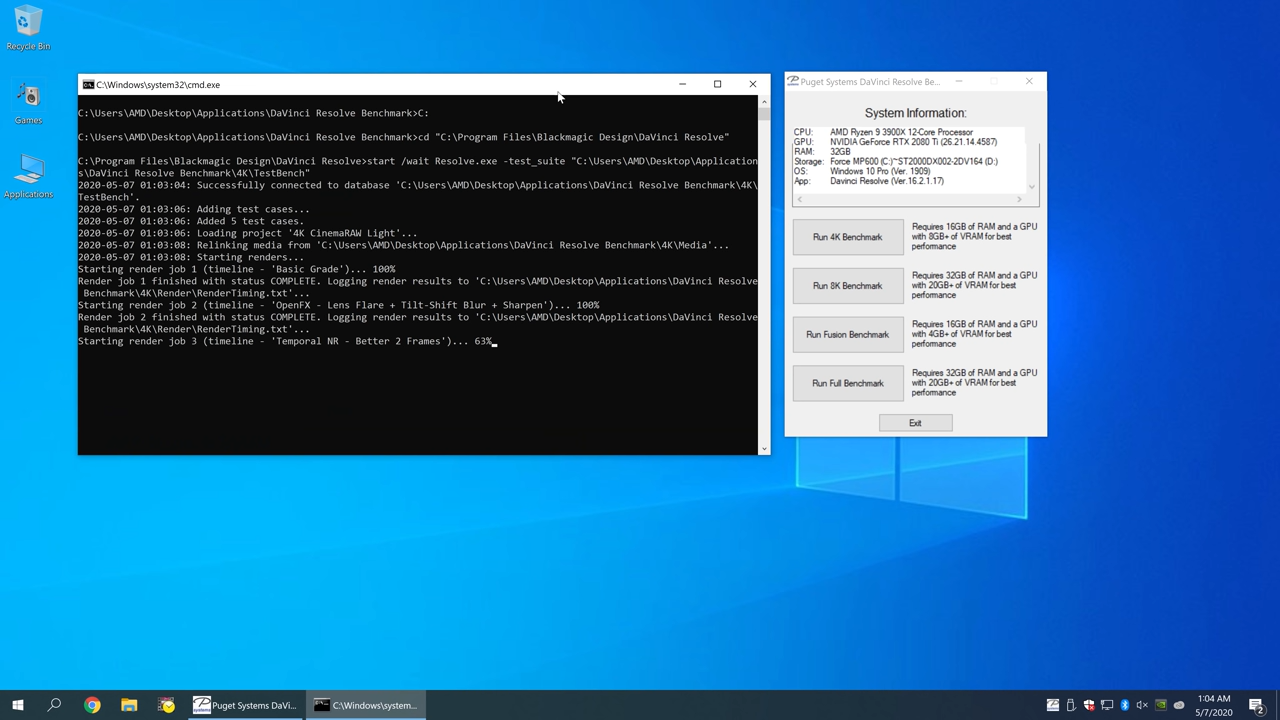 Recycle Bin
Games
Applications
C:\Windows\system32\cmd.exe
C:\Users\AMD\Desktop\Applications\DaVinci Resolve Benchmark>C:
C:\Users\AMD\Desktop\Applications\DaVinci Resolve Benchmark>cd "C:\Program Files\Blackmagic Design\DaVinci Resolve"
C:\Program Files\Blackmagic Design\DaVinci Resolve>start /wait Resolve.exe -test_suite "C:\Users\AMD\Desktop\Application
s\DaVinci Resolve Benchmark\4K\TestBench"
2020-05-07 01:03:04: Successfully connected to database 'C:\Users\AMD\Desktop\Applications\DaVinci Resolve Benchmark\4K\
TestBench'.
2020-05-07 01:03:06: Adding test cases...
2020-05-07 01:03:06: Added 5 test cases.
2020-05-07 01:03:06: Loading project '4K CinemaRAW Light'...
2020-05-07 01:03:08: Relinking media from 'C:\Users\AMD\Desktop\Applications\DaVinci Resolve Benchmark\4K\Media'...
2020-05-07 01:03:08: Starting renders...
Starting render job 1 (timeline - 'Basic Grade')... 100%
Render job 1 finished with status COMPLETE. Logging render results to 'C:\Users\AMD\Desktop\Applications\DaVinci Resolve
Benchmark\4K\Render\RenderTiming.txt'...
Starting render job 2 (timeline - 'OpenFX - Lens Flare + Tilt-Shift Blur + Sharpen')... 100%
Render job 2 finished with status COMPLETE. Logging render results to 'C:\Users\AMD\Desktop\Applications\DaVinci Resolve
Benchmark\4K\Render\RenderTiming.txt'...
Starting render job 3 (timeline - 'Temporal NR - Better 2 Frames')... 63%
Puget Systems DaVinci Resolve Be...
System Information:
CPU: AMD Ryzen 9 3900X 12-Core Processor
GPU: NVIDIA GeForce RTX 2080 Ti (26.21.14.4587)
RAM: 32GB
Storage: Force MP600 (C:)~ST2000DX002-2DV164 (D:)
OS: Windows 10 Pro (Ver. 1909)
App: Davinci Resolve (Ver.16.2.1.17)
Run 4K Benchmark
Requires 16GB of RAM and a GPU
with 8GB+ of VRAM for best
performance
Run 8K Benchmark
Requires 32GB of RAM and a GPU
with 20GB+ of VRAM for best
performance
Run Fusion Benchmark
Requires 16GB of RAM and a GPU
with 4GB+ of VRAM for best
performance
Run Full Benchmark
Requires 32GB of RAM and a GPU
with 20GB+ of VRAM for best
performance
Exit
Puget Systems DaVi...
C:\Windows\system...
1:04 AM
5/7/2020
2